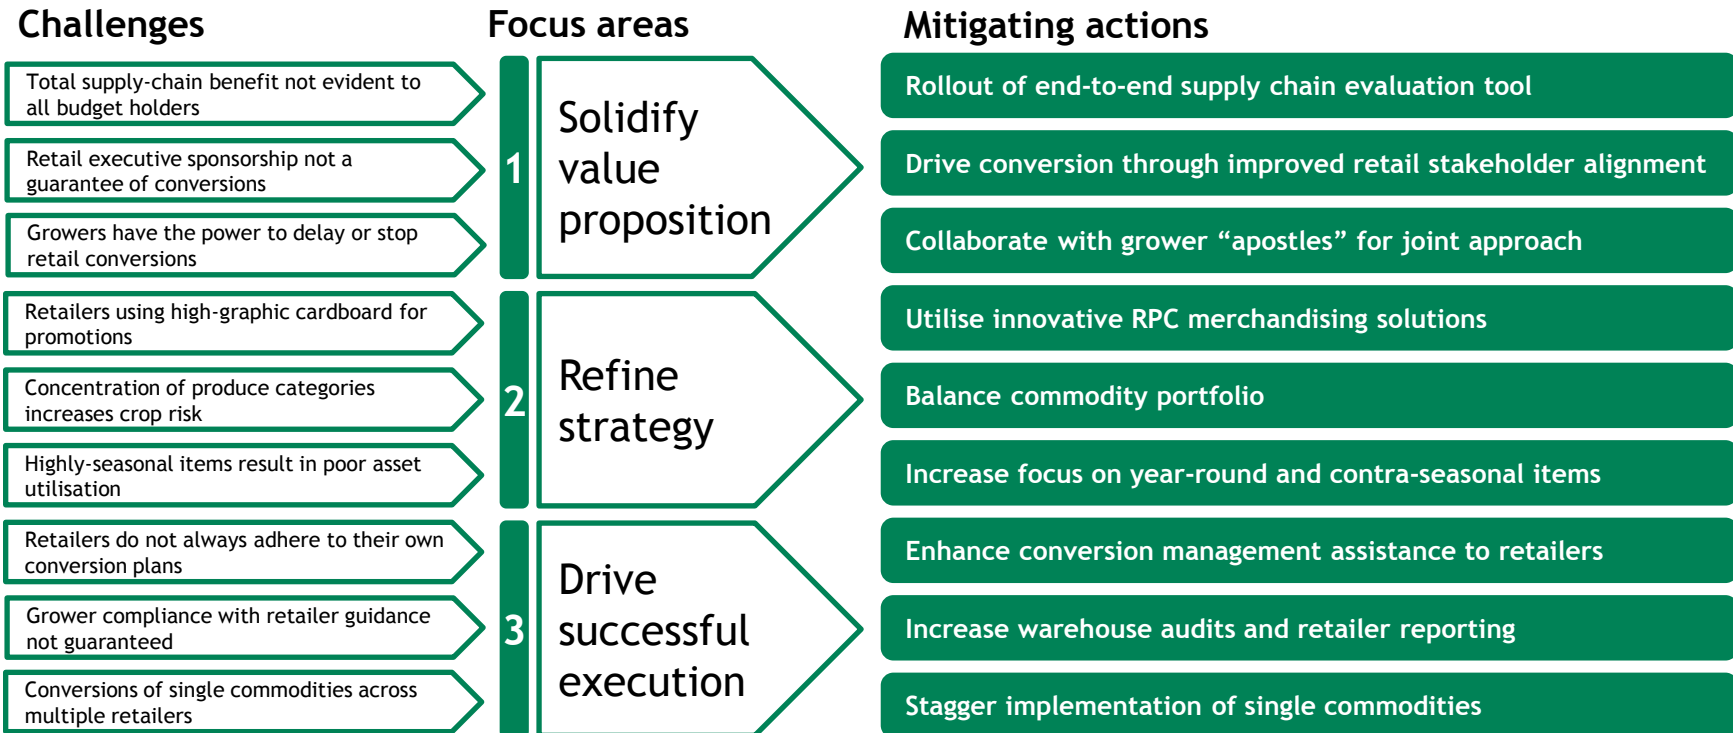 Challenges
Focus areas
Mitigating actions
Total supply-chain benefit not evident to
all budget holders
Retail executive sponsorship not a
guarantee of conversions
Growers have the power to delay or stop
retail conversions
1
Solidify
value
proposition
Rollout of end-to-end supply chain evaluation tool
Drive conversion through improved retail stakeholder alignment
Collaborate with grower “apostles” for joint approach
Retailers using high-graphic cardboard for
promotions
Concentration of produce categories
increases crop risk
Highly-seasonal items result in poor asset
utilisation
2
Refine
strategy
Utilise innovative RPC merchandising solutions
Balance commodity portfolio
Increase focus on year-round and contra-seasonal items
Retailers do not always adhere to their own
conversion plans
Grower compliance with retailer guidance
not guaranteed
Conversions of single commodities across
multiple retailers
3
Drive
successful
execution
Enhance conversion management assistance to retailers
Increase warehouse audits and retailer reporting
Stagger implementation of single commodities